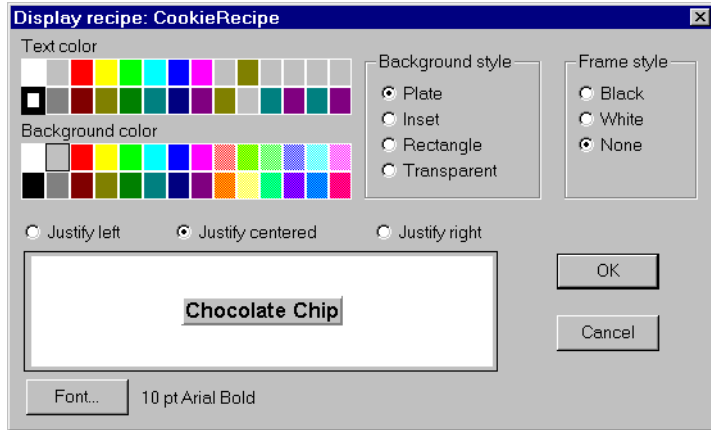 Display recipe: CookieRecipe
Text color
Background color
Background style
Plate
Inset
Rectangle
Transparent
Frame style
Black
White
None
Justify left
Justify centered
Justify right
Chocolate Chip
OK
Cancel
Font...
10 pt Arial Bold